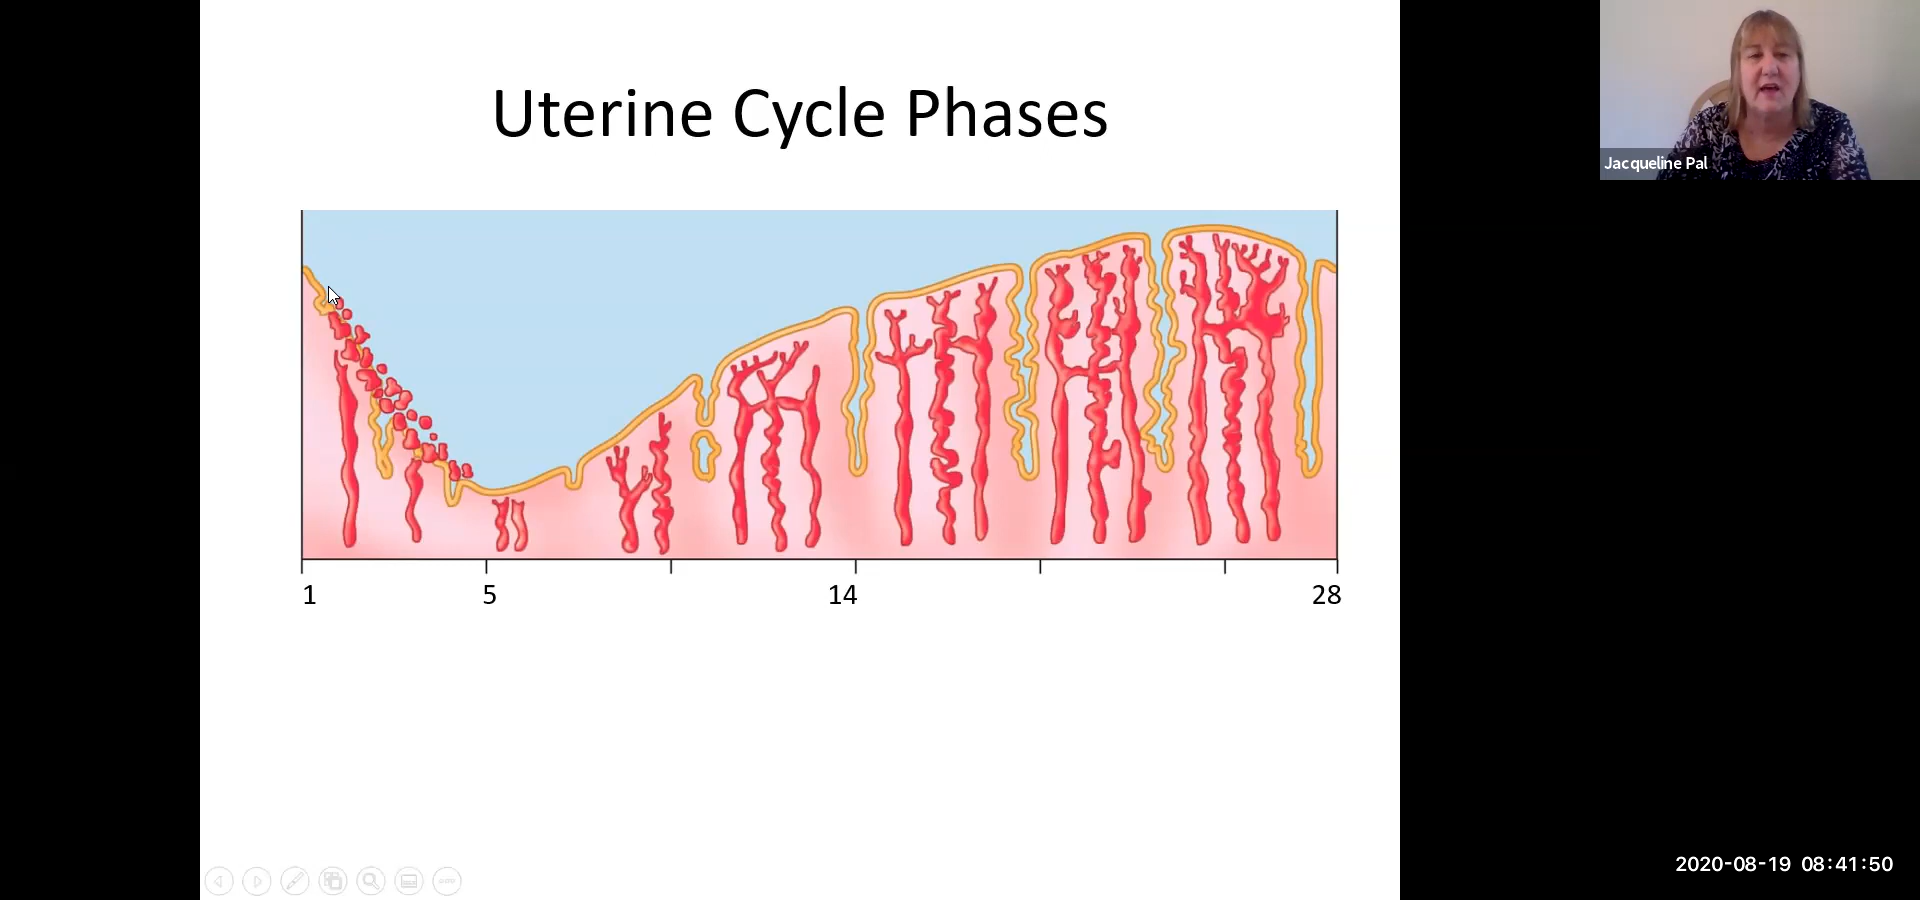 Uterine Cycle Phases
Jacqueline Pal
1 5 14 28
2020-08-19 08:41:50